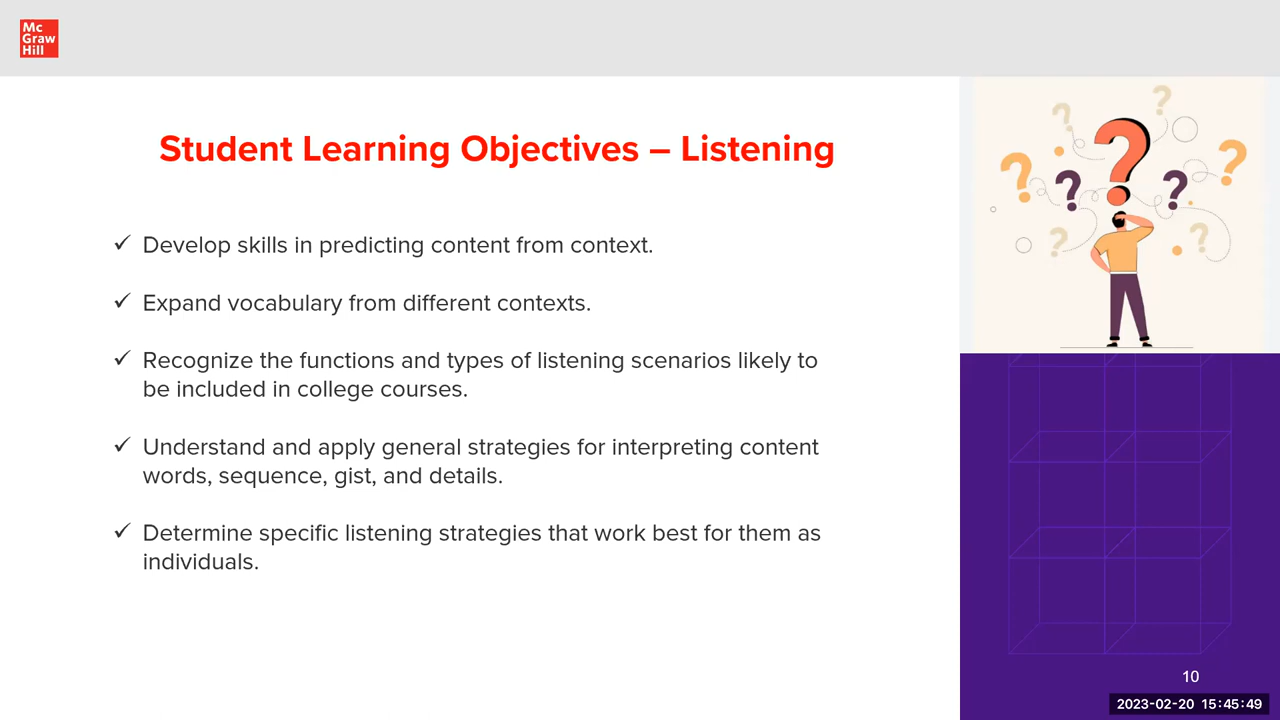 Mc
Graw
Hill
Student Learning Objectives – Listening
✓ Develop skills in predicting content from context.
✓ Expand vocabulary from different contexts.
✓ Recognize the functions and types of listening scenarios likely to
be included in college courses.
✓ Understand and apply general strategies for interpreting content
words, sequence, gist, and details.
✓ Determine specific listening strategies that work best for them as
individuals.
? ? ? ? ? ? ? ? ?
10
2023-02-20 15:45:49